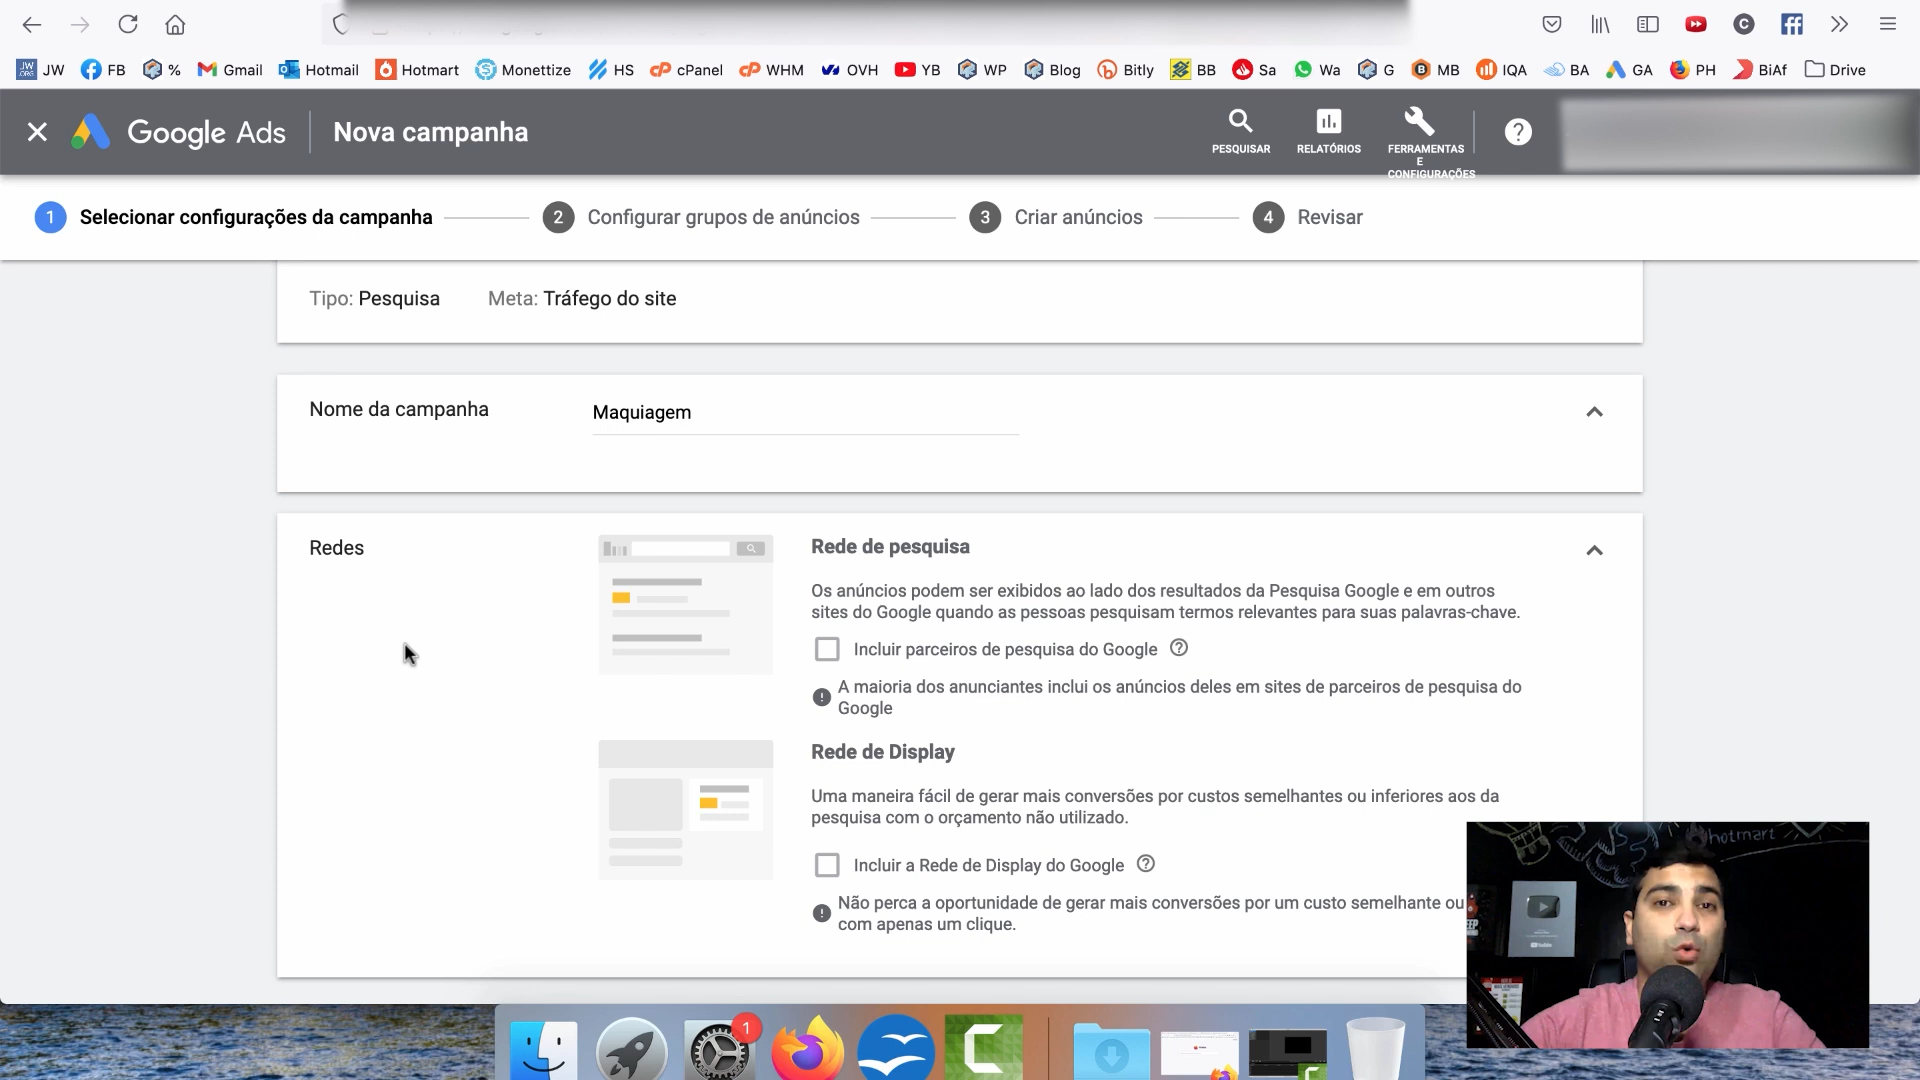 JW FB % Gmail Hotmail Hotmart Monettize HS cPanel WHM OVH YB WP Blog Bitly BB Sa Wa G MB IQA BA GA PH BiAf Drive
Google Ads Nova campanha
PESQUISAR RELATÓRIOS FERRAMENTAS
E
CONFIGURAÇÕES
1 Selecionar configurações da campanha 2 Configurar grupos de anúncios 3 Criar anúncios 4 Revisar
Tipo: Pesquisa Meta: Tráfego do site
Nome da campanha Maquiagem
Redes
Rede de pesquisa
Os anúncios podem ser exibidos ao lado dos resultados da Pesquisa Google e em outros
sites do Google quando as pessoas pesquisam termos relevantes para suas palavras-chave.
Incluir parceiros de pesquisa do Google
A maioria dos anunciantes inclui os anúncios deles em sites de parceiros de pesquisa do
Google
Rede de Display
Uma maneira fácil de gerar mais conversões por custos semelhantes ou inferiores aos da
pesquisa com o orçamento não utilizado.
Incluir a Rede de Display do Google
Não perca a oportunidade de gerar mais conversões por um custo semelhante ou
com apenas um clique.
hotmart
YouTube
1